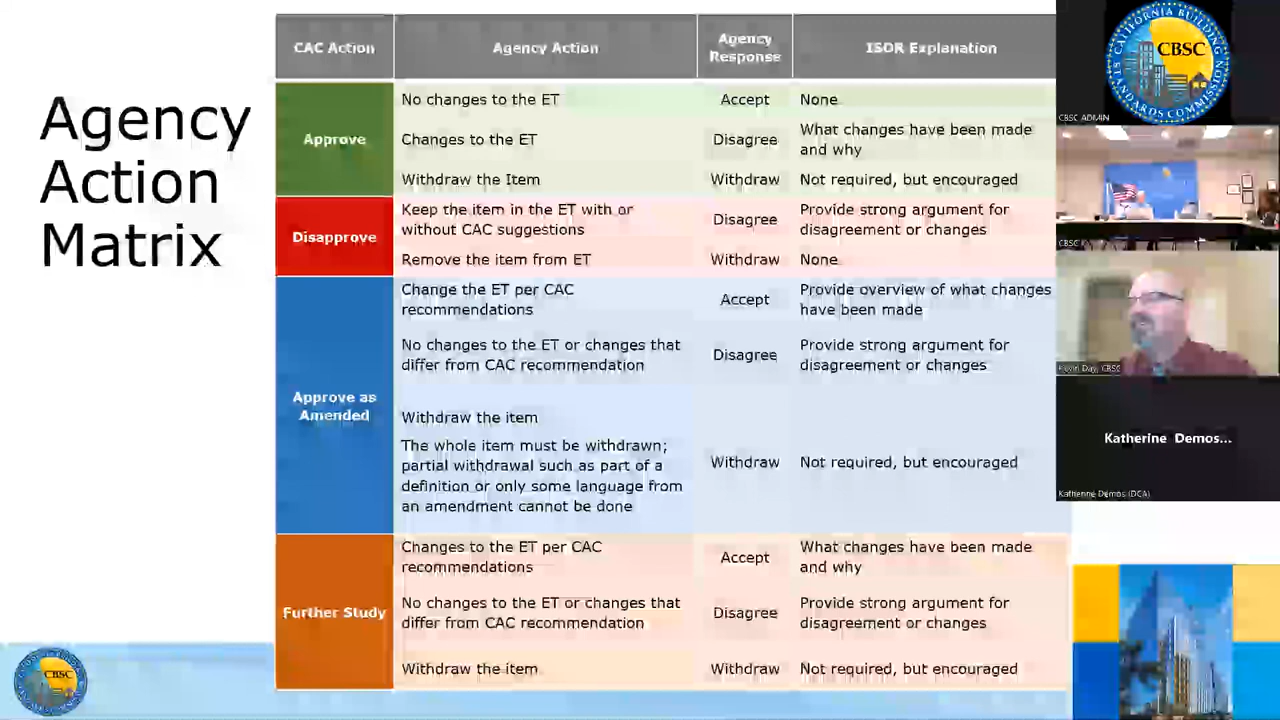 Agency
Action
Matrix
CAC Action
Agency Action
Agency
Response
ISOR Explanation
Approve
No changes to the ET
Accept
None
Changes to the ET
Disagree
What changes have been made
and why
Withdraw the Item
Withdraw
Not required, but encouraged
Disapprove
Keep the item in the ET with or
without CAC suggestions
Disagree
Provide strong argument for
disagreement or changes
Remove the item from ET
Withdraw
None
Approve as
Amended
Change the ET per CAC
recommendations
Accept
Provide overview of what changes
have been made
No changes to the ET or changes that
differ from CAC recommendation
Disagree
Provide strong argument for
disagreement or changes
Withdraw the item
The whole item must be withdrawn;
partial withdrawal such as part of a
definition or only some language from
an amendment cannot be done
Withdraw
Not required, but encouraged
Further Study
Changes to the ET per CAC
recommendations
Accept
What changes have been made
and why
No changes to the ET or changes that
differ from CAC recommendation
Disagree
Provide strong argument for
disagreement or changes
Withdraw the item
Withdraw
Not required, but encouraged
CALIFORNIA BUILDING
STANDARDS COMMISSION
CBSC
CBSC ADMIN
CBSC
Kevin Day, CBSC
Katherine Demos...
Katherine Demos (DCA)
CBSC